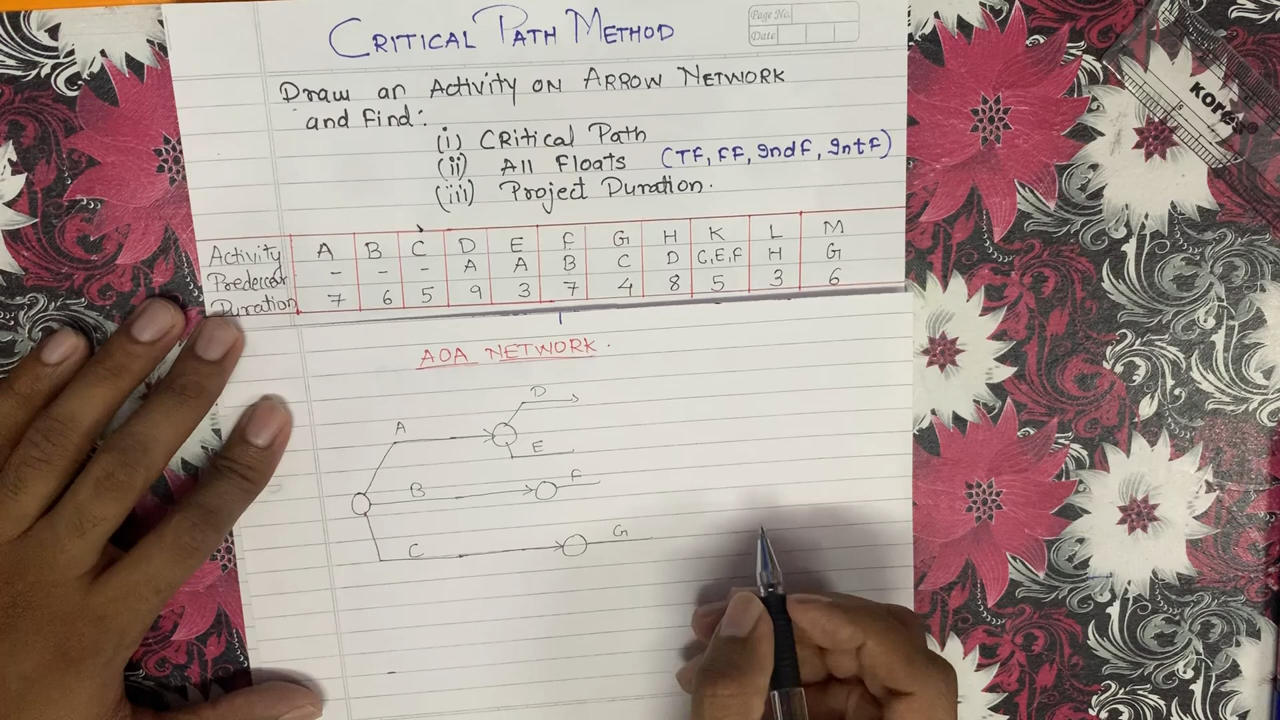 CRITICAL PATH METHOD
Page No.
Date
Draw an Activity ON ARROW NETWORK
and find:
(i) CRitical Path
(ii) All Floats (TF, FF, IndF, IntF)
(iii) Project Duration.
Activity A B C D E F G H K L M
Predecessor - - - A A B C D C,E,F H G
Duration 7 6 5 9 3 7 4 8 5 3 6
AOA NETWORK.
D
A
E
B F
C G